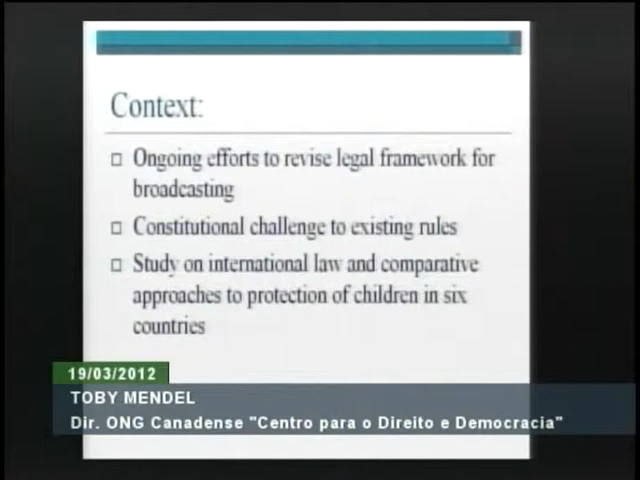 Context:
□ Ongoing efforts to revise legal framework for
broadcasting
□ Constitutional challenge to existing rules
□ Study on international law and comparative
approaches to protection of children in six
countries
19/03/2012
TOBY MENDEL
Dir. ONG Canadense "Centro para o Direito e Democracia"